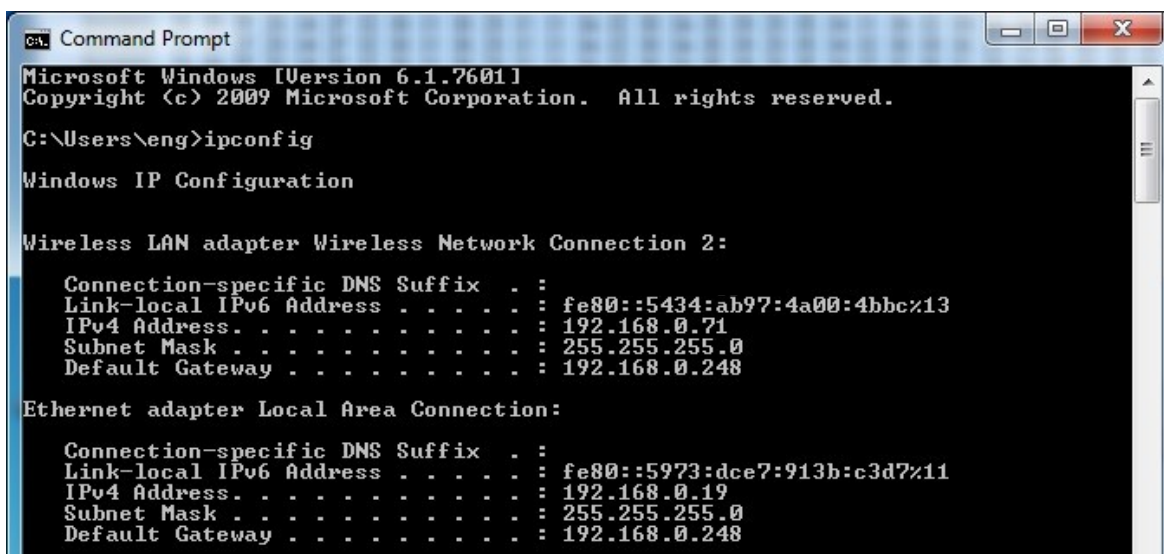 Command Prompt
Microsoft Windows [Version 6.1.7601]
Copyright (c) 2009 Microsoft Corporation.  All rights reserved.
C:\Users\eng>ipconfig
Windows IP Configuration
Wireless LAN adapter Wireless Network Connection 2:
Connection-specific DNS Suffix  . :
Link-local IPv6 Address . . . . . : fe80::5434:ab97:4a00:4bbc%13
IPv4 Address. . . . . . . . . . . : 192.168.0.71
Subnet Mask . . . . . . . . . . . : 255.255.255.0
Default Gateway . . . . . . . . . : 192.168.0.248
Ethernet adapter Local Area Connection:
Connection-specific DNS Suffix  . :
Link-local IPv6 Address . . . . . : fe80::5973:dce7:913b:c3d7%11
IPv4 Address. . . . . . . . . . . : 192.168.0.19
Subnet Mask . . . . . . . . . . . : 255.255.255.0
Default Gateway . . . . . . . . . : 192.168.0.248